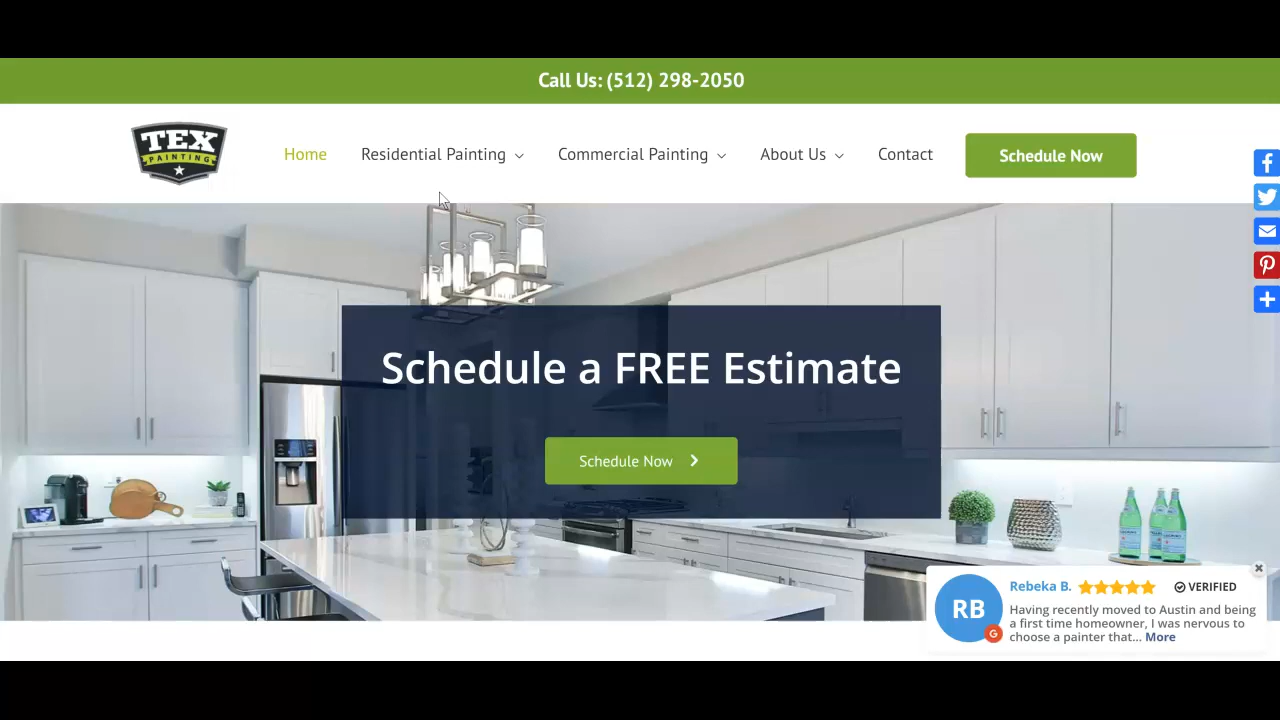 Call Us: (512) 298-2050
TEX
PAINTING
Home
Residential Painting
Commercial Painting
About Us
Contact
Schedule Now
Schedule a FREE Estimate
Schedule Now
RB
G
Rebeka B.
VERIFIED
Having recently moved to Austin and being
a first time homeowner, I was nervous to
choose a painter that... More